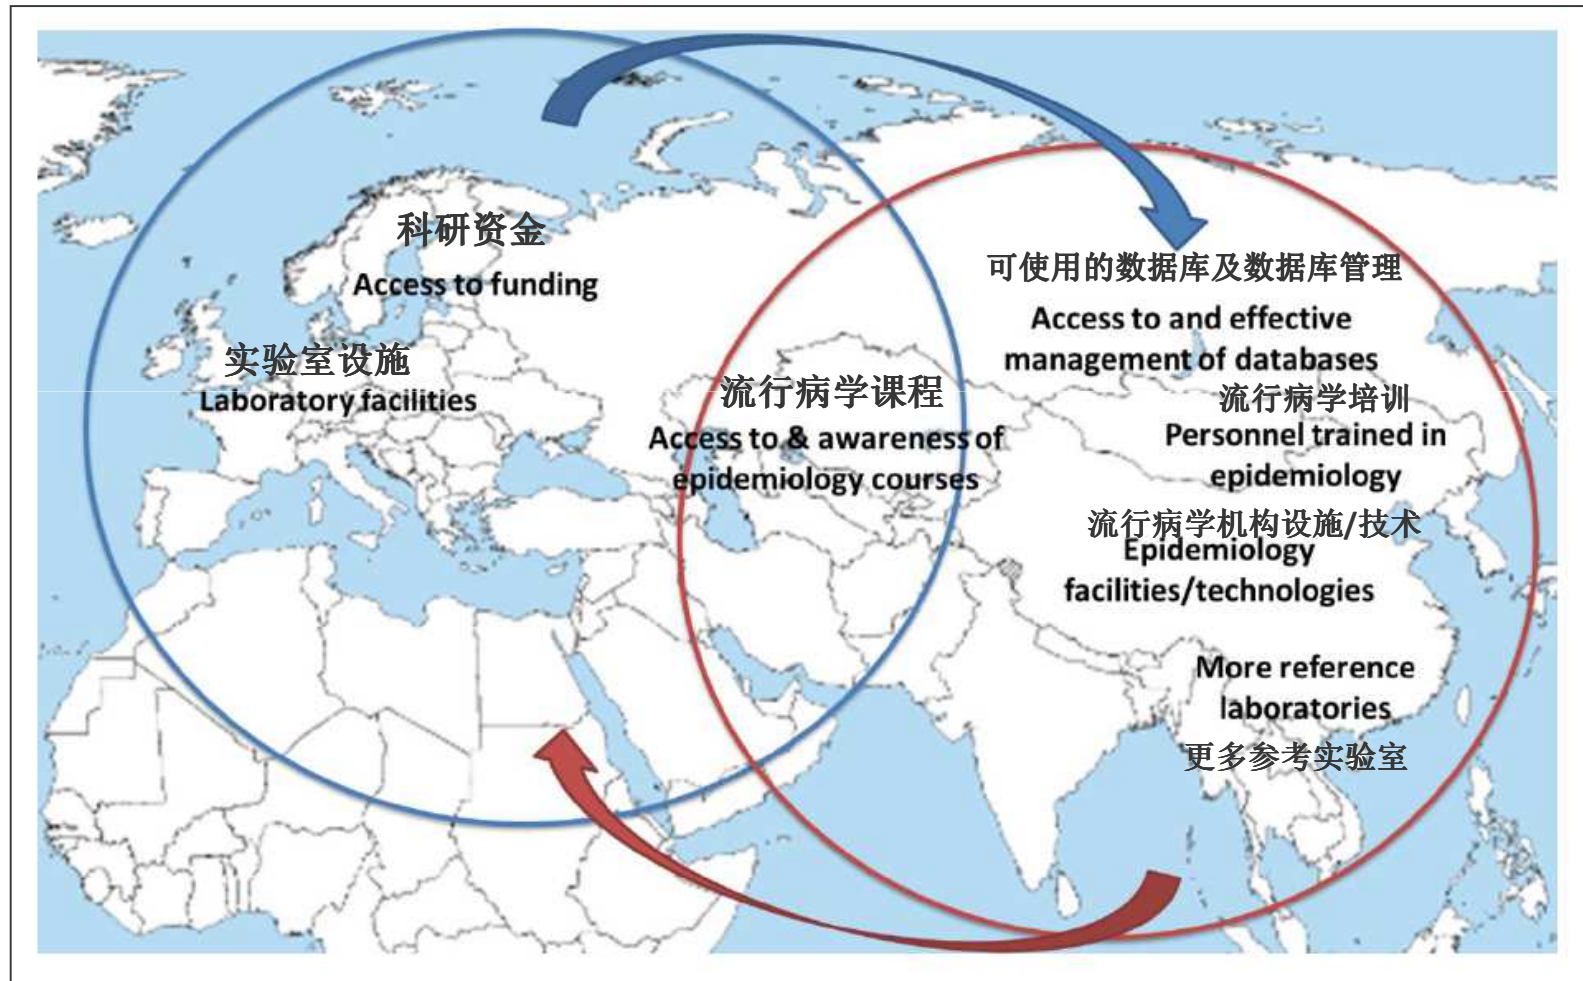 科研资金
Access to funding
实验室设施
Laboratory facilities
流行病学课程
Access to & awareness of
epidemiology courses
可使用的数据库及数据库管理
Access to and effective
management of databases
流行病学培训
Personnel trained in
epidemiology
流行病学机构设施/技术
Epidemiology
facilities/technologies
More reference
laboratories
更多参考实验室